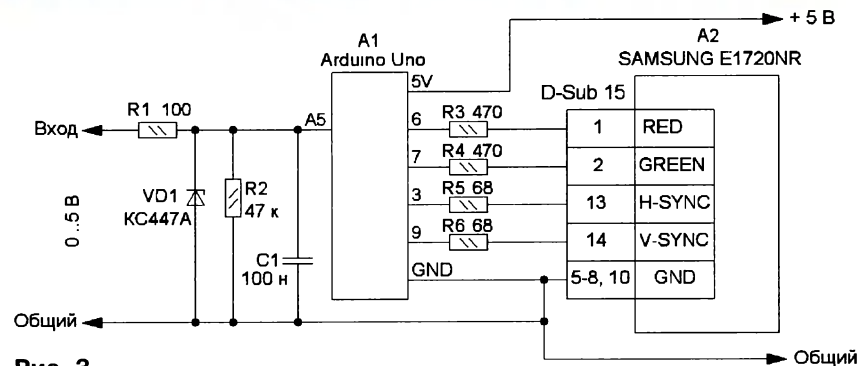 + 5 В
A1
Arduino Uno
A2
SAMSUNG E1720NR
5V
D-Sub 15
R1 100
Вход
A5
6
R3 470
1
RED
7
R4 470
2
GREEN
0..5 В
VD1
КС447А
R2
47 к
3
R5 68
13
H-SYNC
9
R6 68
14
V-SYNC
C1
100 н
GND
5-8, 10
GND
Общий
Общий